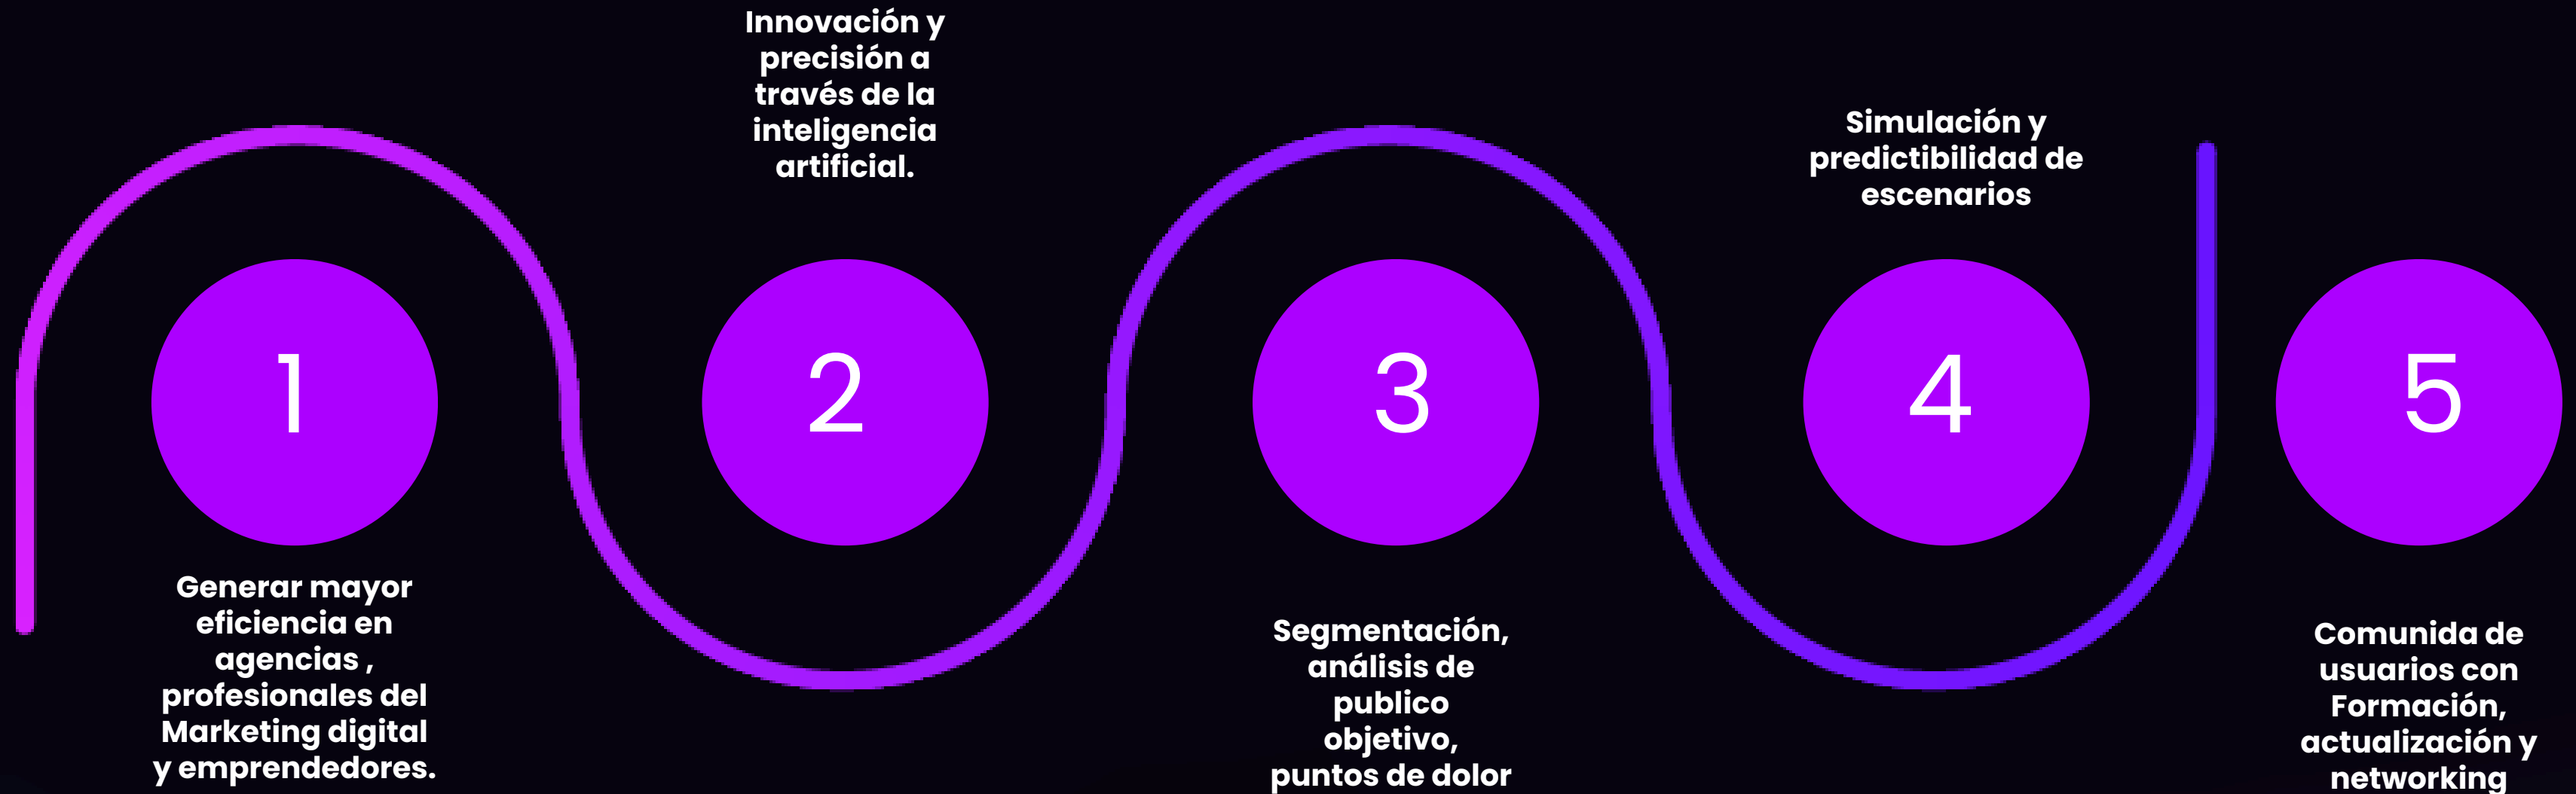 1
Generar mayor
eficiencia en
agencias ,
profesionales del
Marketing digital
y emprendedores.
Innovación y
precisión a
través de la
inteligencia
artificial.
2
3
Segmentación,
análisis de
publico
objetivo,
puntos de dolor
Simulación y
predictibilidad de
escenarios
4
5
Comunida de
usuarios con
Formación,
actualización y
networking